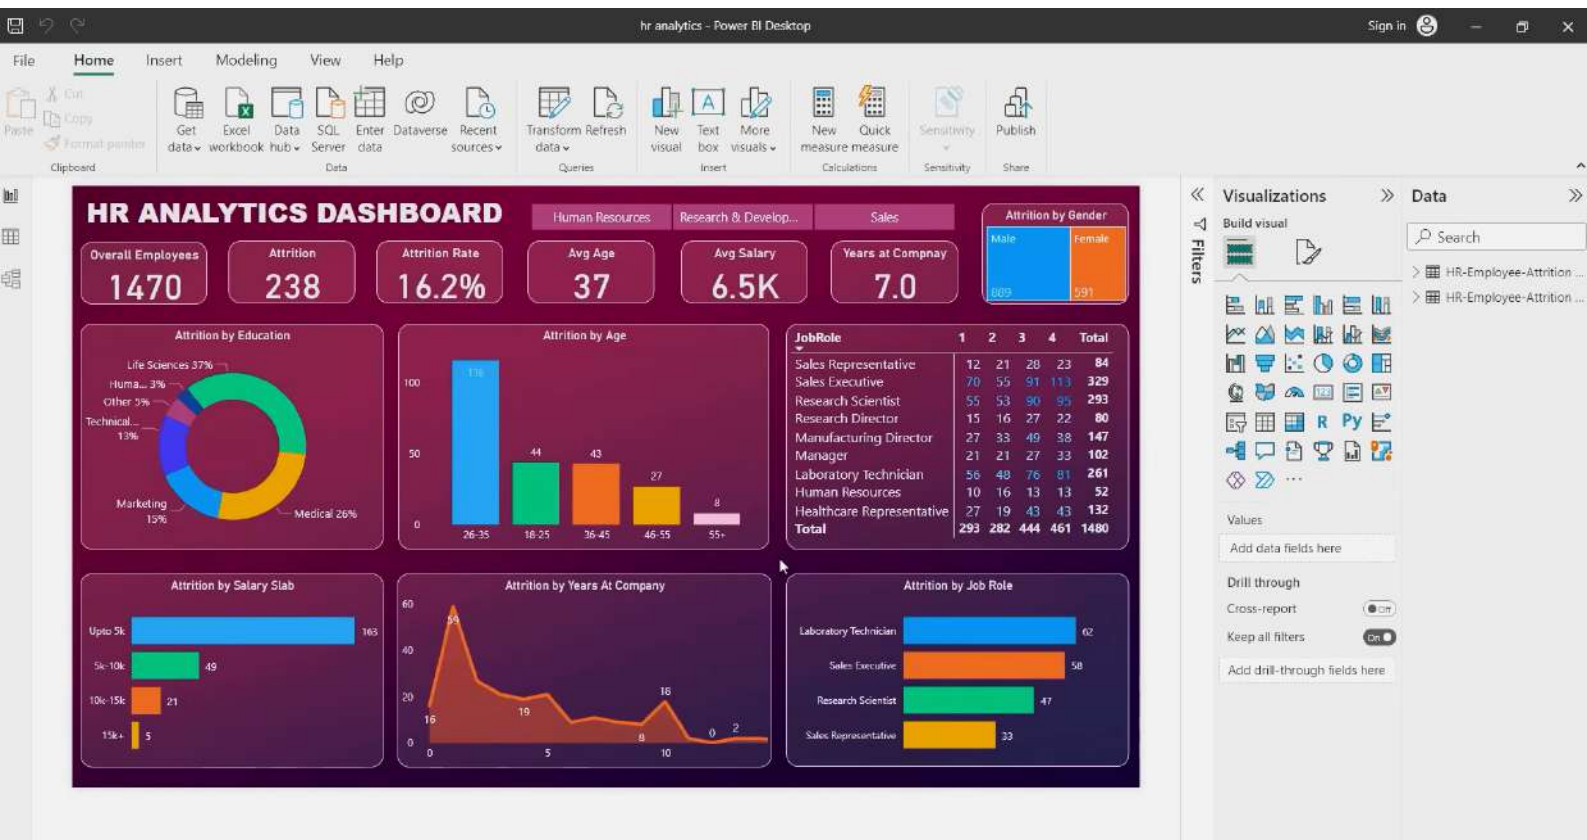 hr analytics - Power BI Desktop
Sign in
File Home Insert Modeling View Help
Paste
Cut
Copy
Format painter
Clipboard
Get data
Excel workbook
Data hub
SQL Server
Enter data
Dataverse
Recent sources
Data
Transform data
Refresh
Queries
New visual
Text box
More visuals
Insert
New measure
Quick measure
Calculations
Sensitivity
Sensitivity
Publish
Share
HR ANALYTICS DASHBOARD
Human Resources
Research & Develop...
Sales
Attrition by Gender
Male
Female
889
591
Overall Employees
1470
Attrition
238
Attrition Rate
16.2%
Avg Age
37
Avg Salary
6.5K
Years at Compnay
7.0
Attrition by Education
Life Sciences 37%
Huma... 3%
Other 5%
Technical...
13%
Marketing
15%
Medical 26%
Attrition by Age
100
50
0
116
44
43
27
8
26-35 18-25 36-45 46-55 55+
JobRole 1 2 3 4 Total
Sales Representative 12 21 28 23 84
Sales Executive 70 55 91 113 329
Research Scientist 55 53 90 95 293
Research Director 15 16 27 22 80
Manufacturing Director 27 33 49 38 147
Manager 21 21 27 33 102
Laboratory Technician 56 48 76 81 261
Human Resources 10 16 13 13 52
Healthcare Representative 27 19 43 43 132
Total 293 282 444 461 1480
Attrition by Salary Slab
Upto 5k 163
5k-10k 49
10k-15k 21
15k+ 5
Attrition by Years At Company
60
40
20
0
59
16
19
8
18
0
2
0 5 10
Attrition by Job Role
Laboratory Technician 62
Sales Executive 58
Research Scientist 47
Sales Representative 33
Filters
Visualizations
Build visual
123
R Py
Values
Add data fields here
Drill through
Cross-report Off
Keep all filters On
Add drill-through fields here
Data
Search
HR-Employee-Attrition ...
HR-Employee-Attrition ...